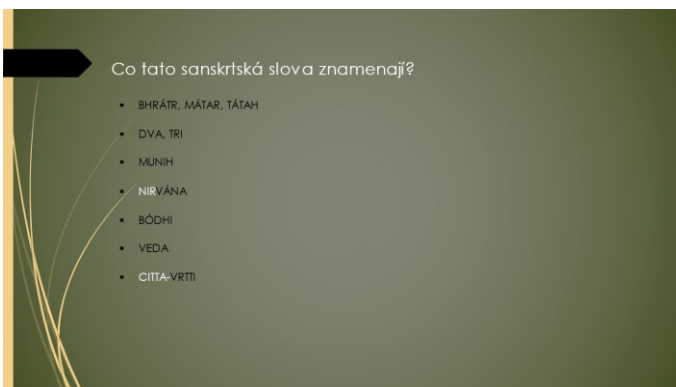 Co tato sanskrtská slova znamenají?
BHRÁTR, MÁTAR, TÁTAH
DVA, TRI
MUNIH
NIRVÁNA
BÓDHI
VEDA
CITTA-VRTTI